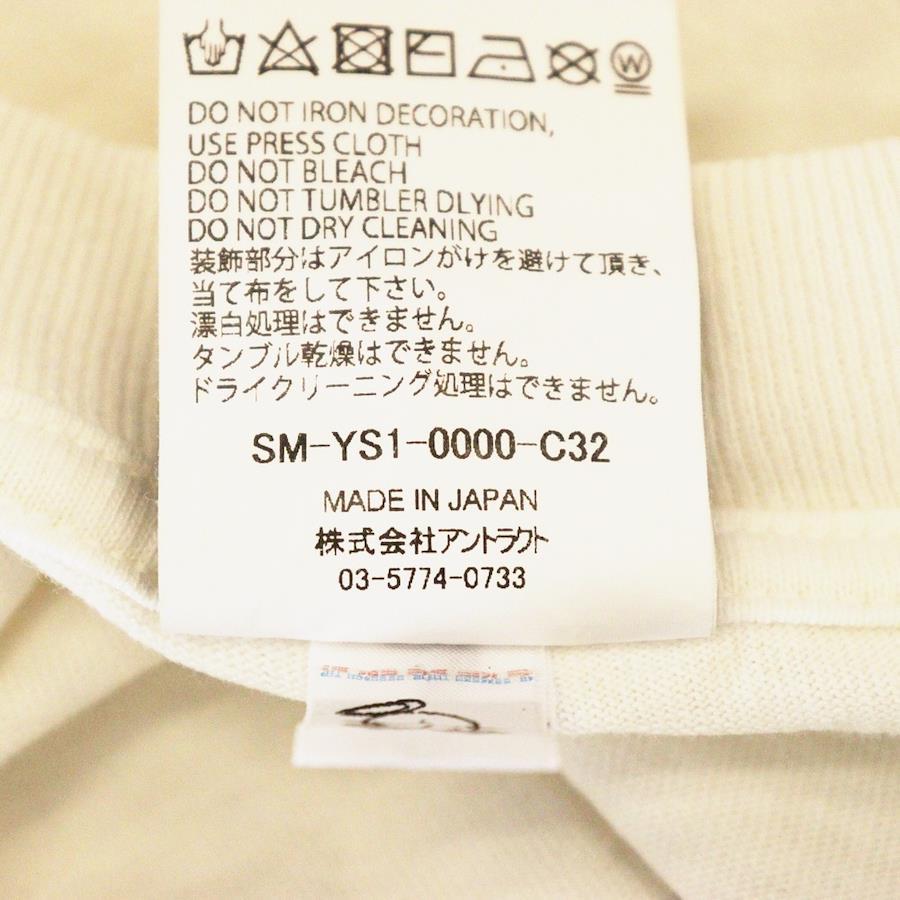 W
DO NOT IRON DECORATION,
USE PRESS CLOTH
DO NOT BLEACH
DO NOT TUMBLER DLYING
DO NOT DRY CLEANING
装飾部分はアイロンがけを避けて頂き、
当て布をして下さい。
漂白処理はできません。
タンブル乾燥はできません。
ドライクリーニング処理はできません。
SM-YS1-0000-C32
MADE IN JAPAN
株式会社アントラクト
03-5774-0733